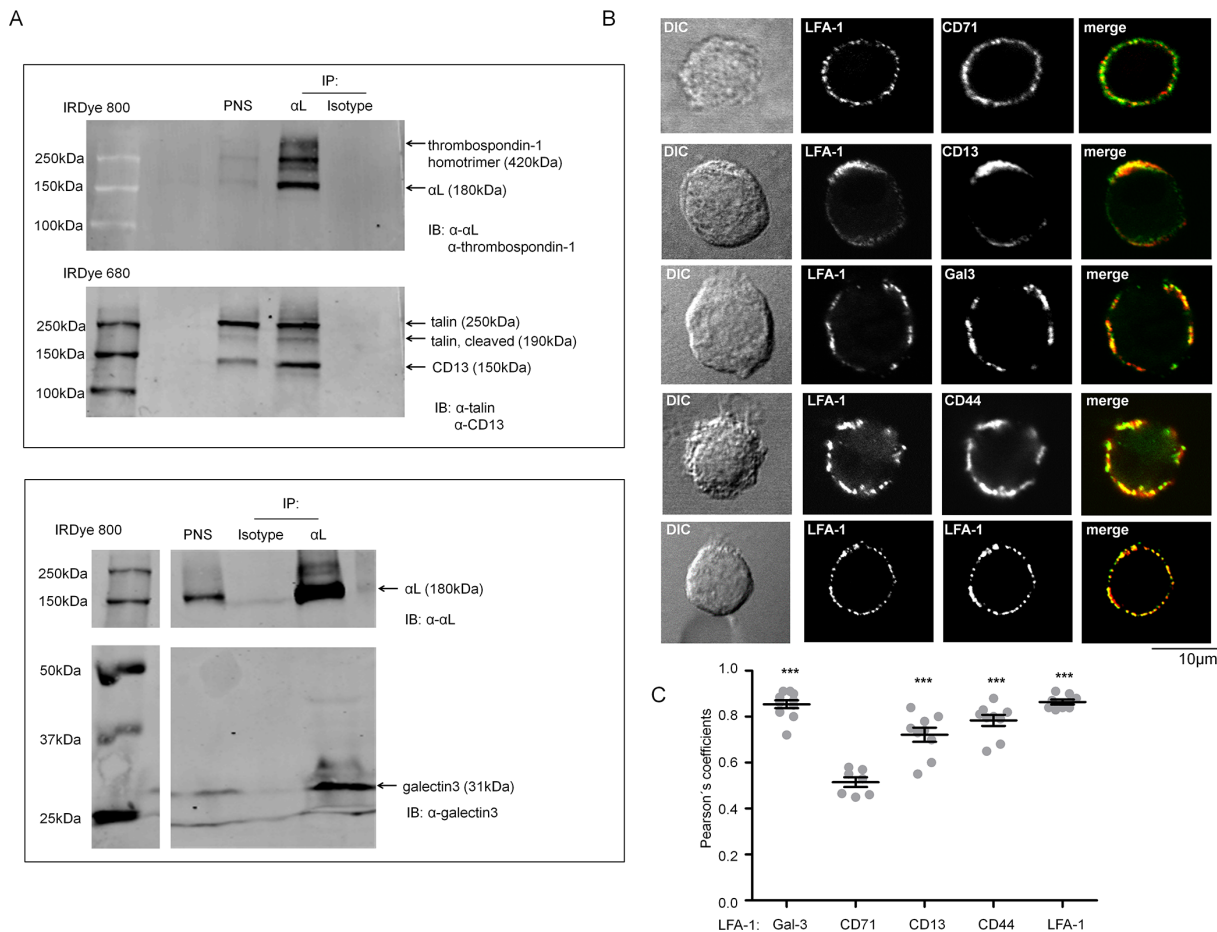 A
IP:
IRDye 800
PNS
αL
Isotype
250kDa
150kDa
100kDa
thrombospondin-1
homotrimer (420kDa)
αL (180kDa)
IB: α-αL
α-thrombospondin-1
IRDye 680
250kDa
150kDa
100kDa
talin (250kDa)
talin, cleaved (190kDa)
CD13 (150kDa)
IB: α-talin
α-CD13
IP:
IRDye 800
PNS
Isotype
αL
250kDa
150kDa
αL (180kDa)
IB: α-αL
50kDa
37kDa
25kDa
galectin3 (31kDa)
IB: α-galectin3
B
DIC LFA-1 CD71 merge
DIC LFA-1 CD13 merge
DIC LFA-1 Gal3 merge
DIC LFA-1 CD44 merge
DIC LFA-1 LFA-1 merge
10µm
C
Pearson´s coefficients
1.0
0.8
0.6
0.4
0.2
0.0
*** *** *** ***
LFA-1: Gal-3 CD71 CD13 CD44 LFA-1